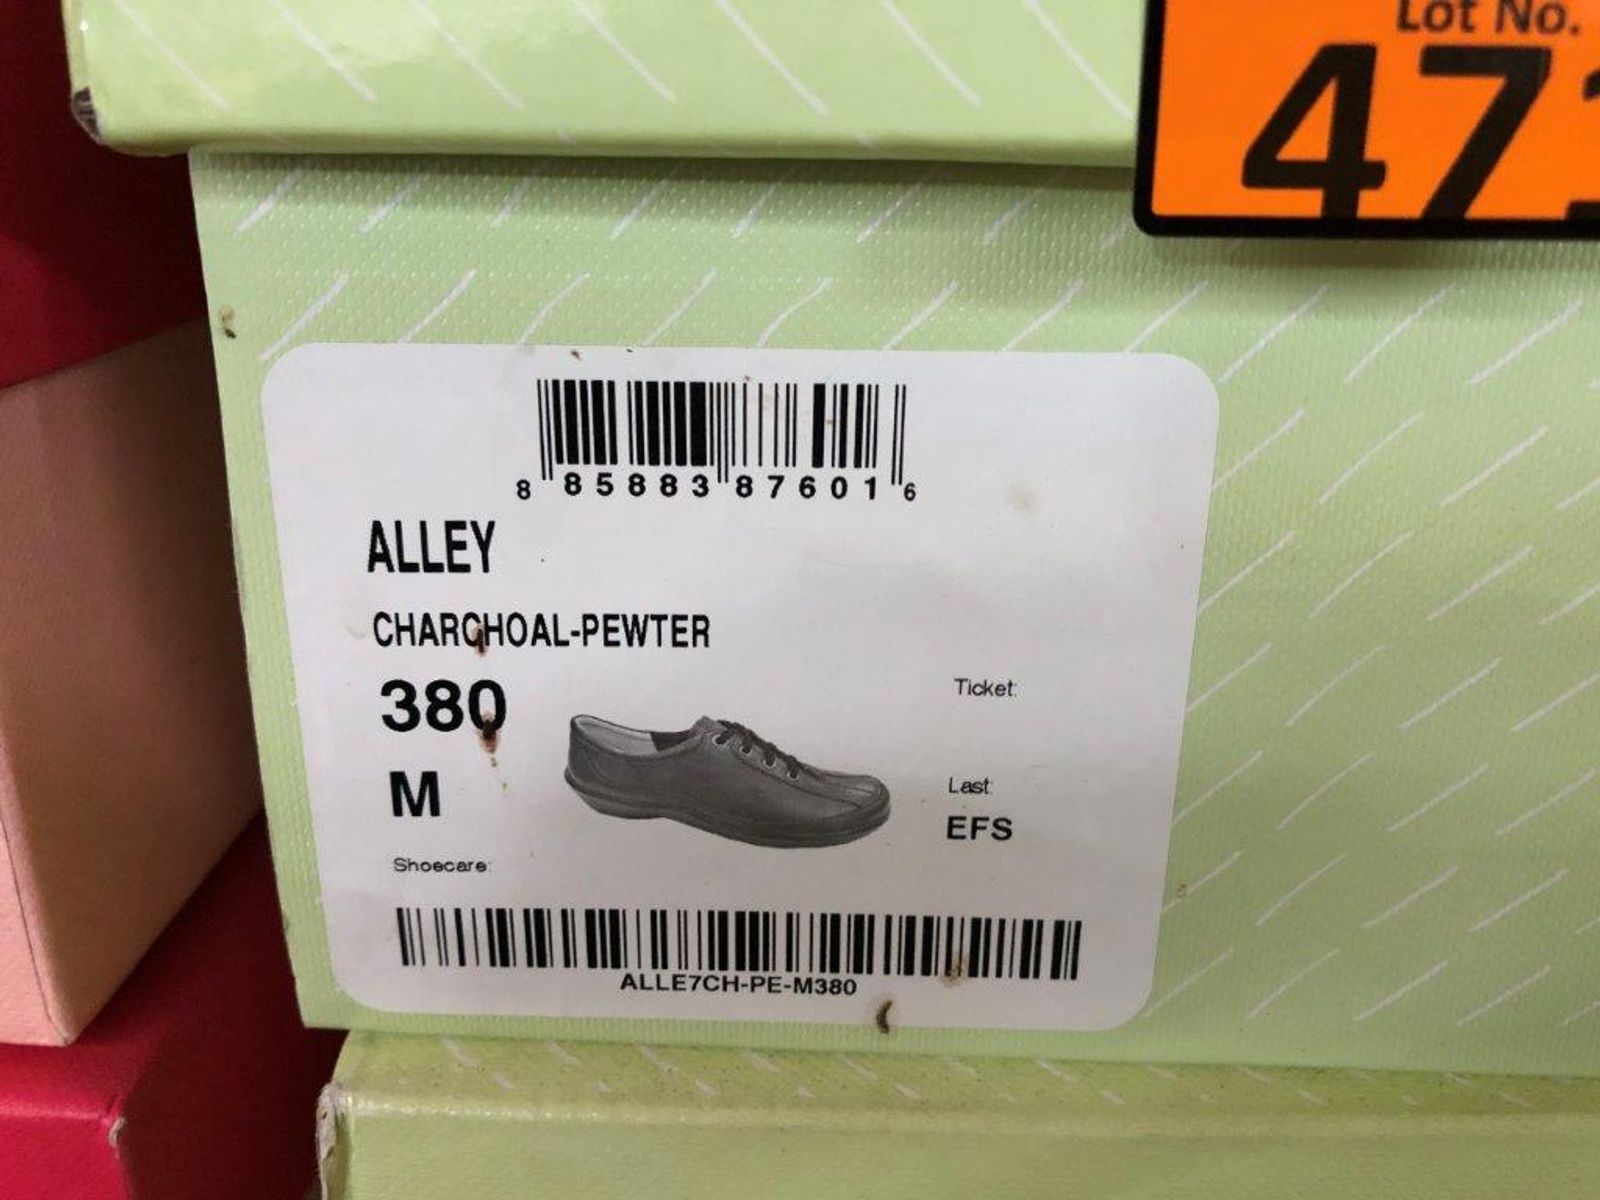 Lot No.
47
8 85883 87601 6
ALLEY
CHARCHOAL-PEWTER
380
Ticket:
M
Last:
EFS
Shoecare:
ALLE7CH-PE-M380